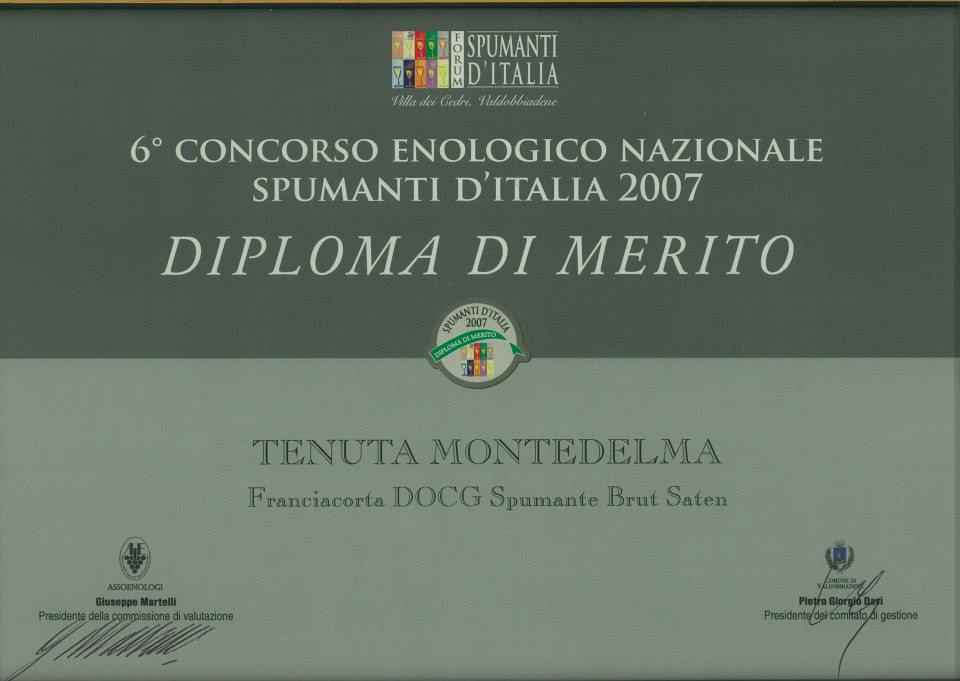 FORUM
SPUMANTI
D'ITALIA
Villa dei Cedri, Valdobbiadene
6° CONCORSO ENOLOGICO NAZIONALE
SPUMANTI D'ITALIA 2007
DIPLOMA DI MERITO
SPUMANTI D'ITALIA
2007
DIPLOMA DI MERITO
TENUTA MONTEDELMA
Franciacorta DOCG Spumante Brut Saten
ASSOENOLOGI
Giuseppe Martelli
Presidente della commissione di valutazione
COMUNE DI
VALDOBBIADENE
Pietro Giorgio Davì
Presidente del comitato di gestione